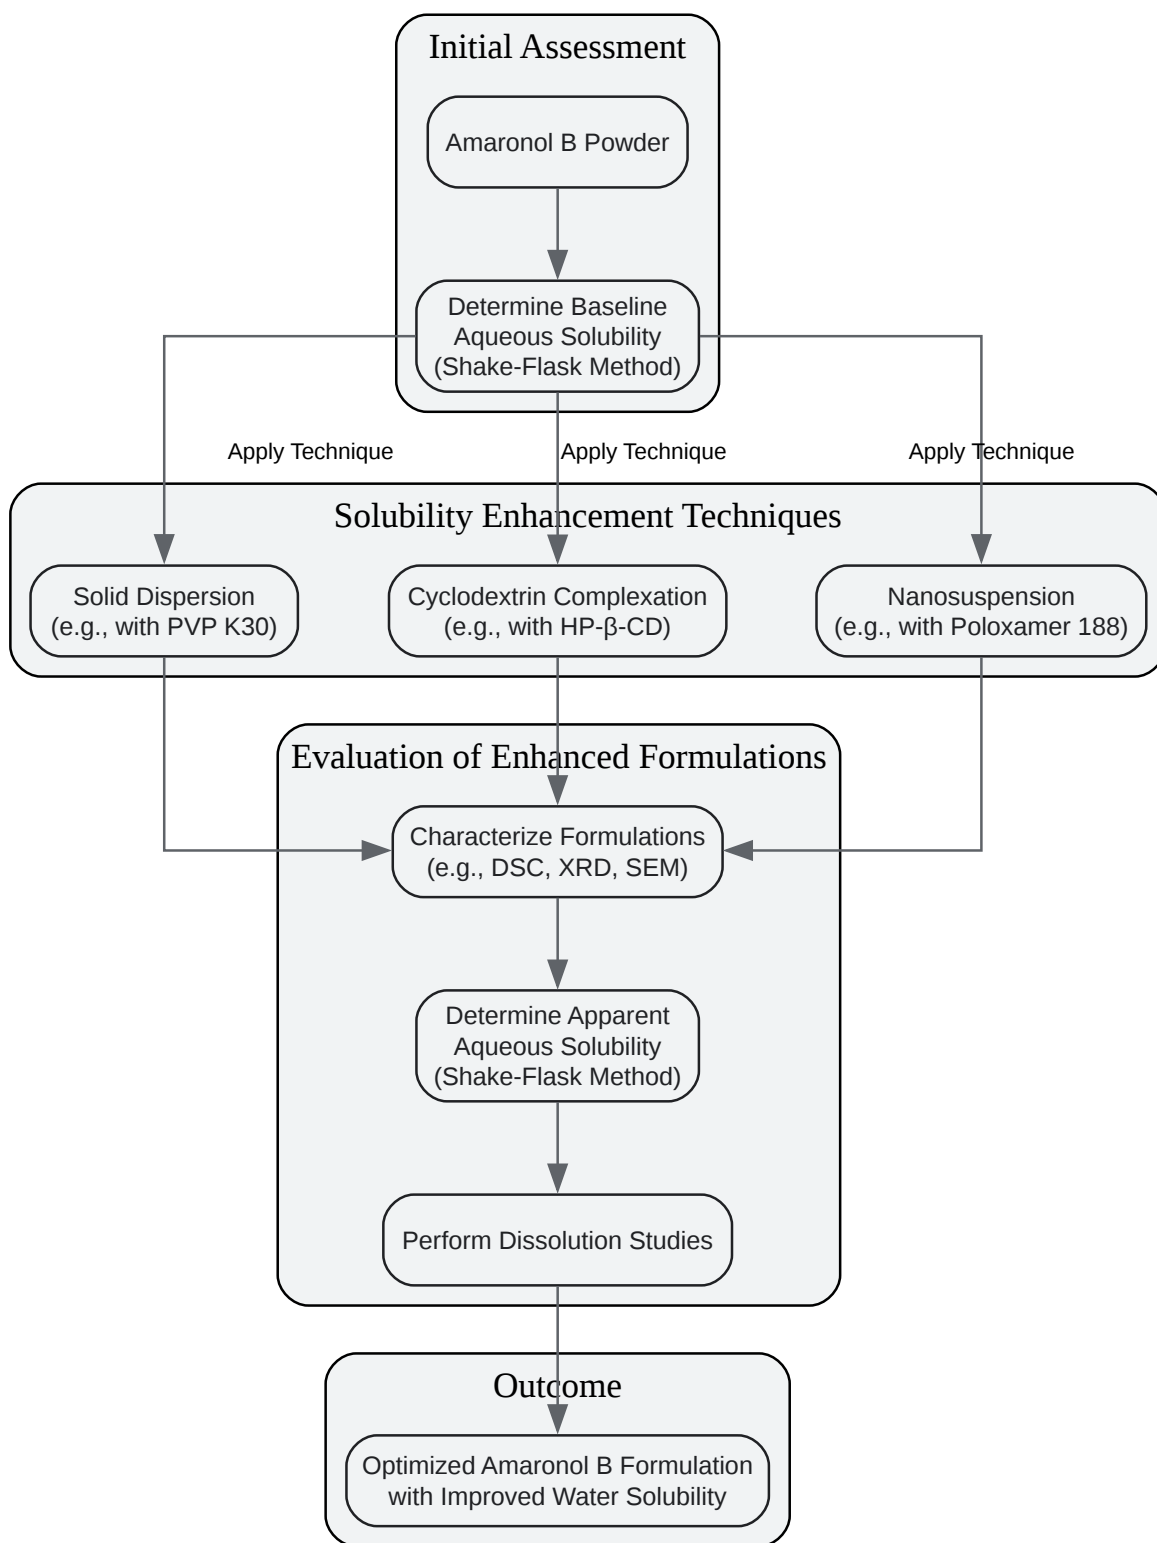 Initial Assessment
Amaronol B Powder
Determine Baseline
Aqueous Solubility
(Shake-Flask Method)
Apply Technique
Apply Technique
Apply Technique
Solubility Enhancement Techniques
Solid Dispersion
(e.g., with PVP K30)
Cyclodextrin Complexation
(e.g., with HP-β-CD)
Nanosuspension
(e.g., with Poloxamer 188)
Evaluation of Enhanced Formulations
Characterize Formulations
(e.g., DSC, XRD, SEM)
Determine Apparent
Aqueous Solubility
(Shake-Flask Method)
Perform Dissolution Studies
Outcome
Optimized Amaronol B Formulation
with Improved Water Solubility